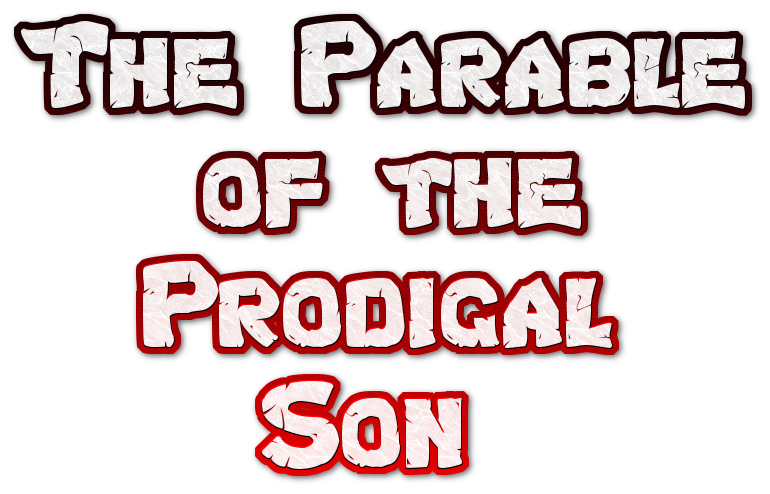 The Parable
of the
Prodigal
Son